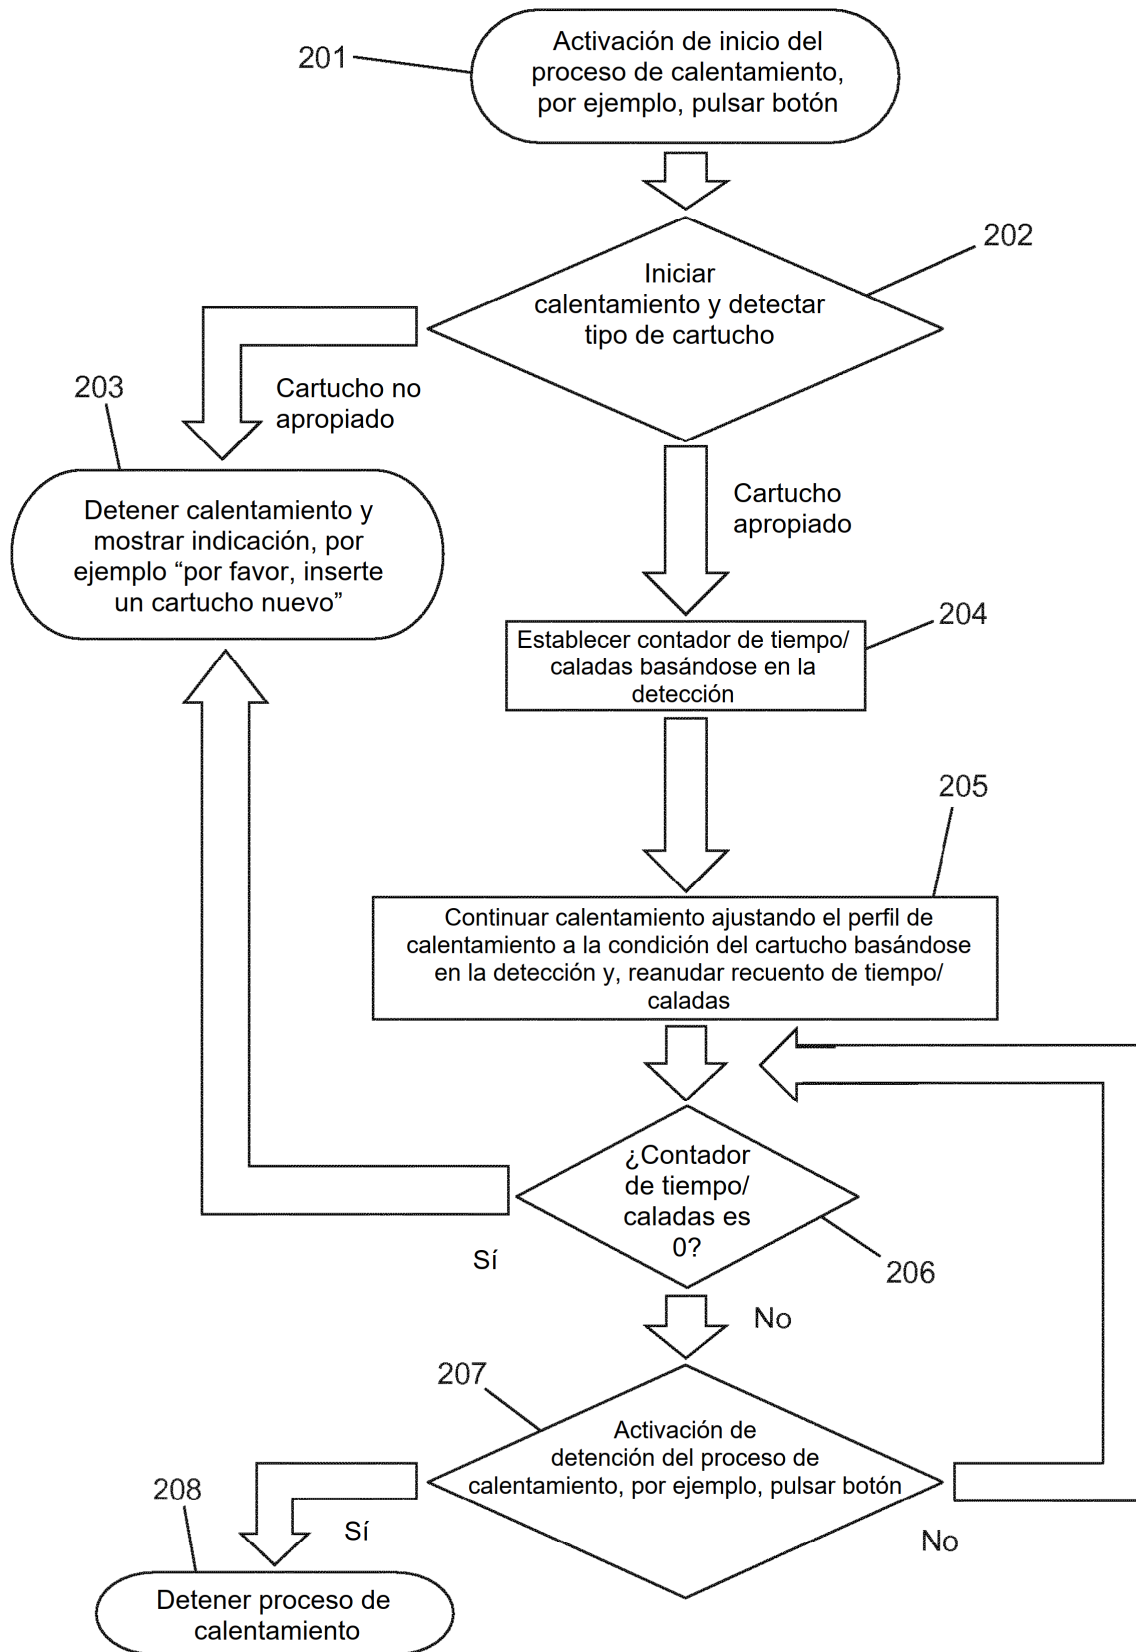 201
Activación de inicio del
proceso de calentamiento,
por ejemplo, pulsar botón
202
Iniciar
calentamiento y detectar
tipo de cartucho
203
Cartucho no
apropiado
Detener calentamiento y
mostrar indicación, por
ejemplo “por favor, inserte
un cartucho nuevo”
Cartucho
apropiado
204
Establecer contador de tiempo/
caladas basándose en la
detección
205
Continuar calentamiento ajustando el perfil de
calentamiento a la condición del cartucho basándose
en la detección y, reanudar recuento de tiempo/
caladas
¿Contador
de tiempo/
caladas es
0?
Sí
206
No
207
Activación de
detención del proceso de
calentamiento, por ejemplo, pulsar botón
208
Sí
No
Detener proceso de
calentamiento